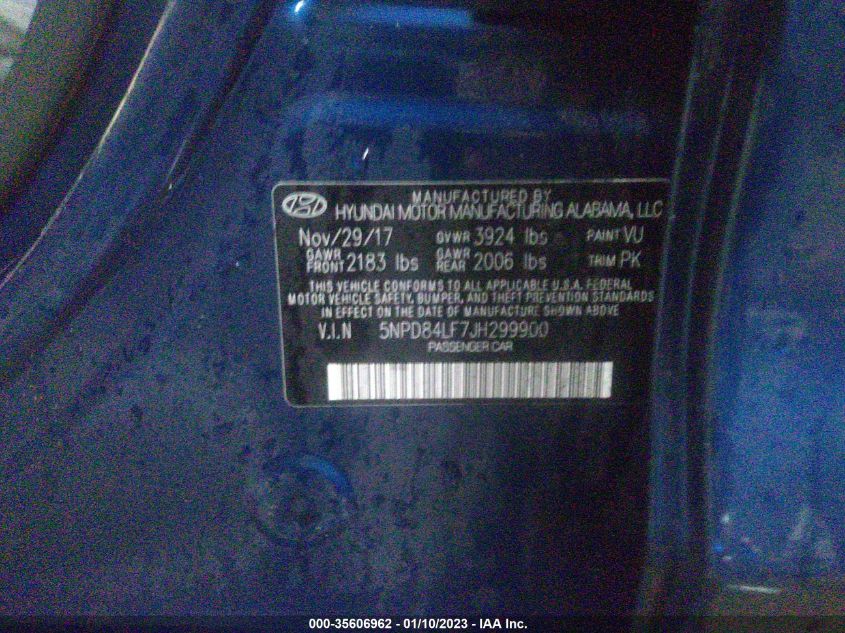 MANUFACTURED BY
HYUNDAI MOTOR MANUFACTURING ALABAMA, LLC
Nov/29/17 GVWR 3924 lbs PAINT VU
GAWR FRONT 2183 lbs GAWR REAR 2006 lbs TRIM PK
THIS VEHICLE CONFORMS TO ALL APPLICABLE U.S.A. FEDERAL
MOTOR VEHICLE SAFETY, BUMPER, AND THEFT PREVENTION STANDARDS
IN EFFECT ON THE DATE OF MANUFACTURE SHOWN ABOVE
V.I.N 5NPD84LF7JH299900
PASSENGER CAR
000-35606962 - 01/10/2023 - IAA Inc.